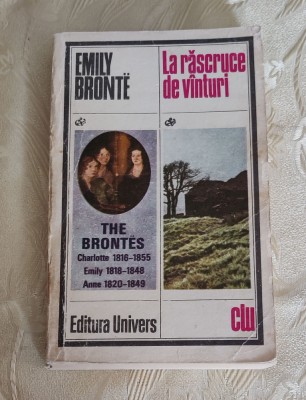 EMILY
BRONTË
La răscruce
de vînturi
THE
BRONTËS
Charlotte 1816-1855
Emily 1818-1848
Anne 1820-1849
Editura Univers
clu